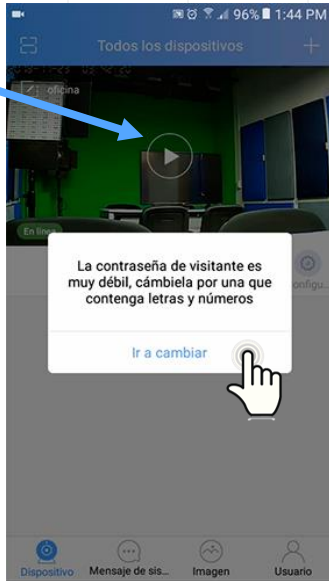 96% 1:44 PM
Todos los dispositivos
oficina
En línea
La contraseña de visitante es
muy débil, cámbiela por una que
contenga letras y números
Ir a cambiar
Dispositivo
Mensaje de sis...
Imagen
Usuario